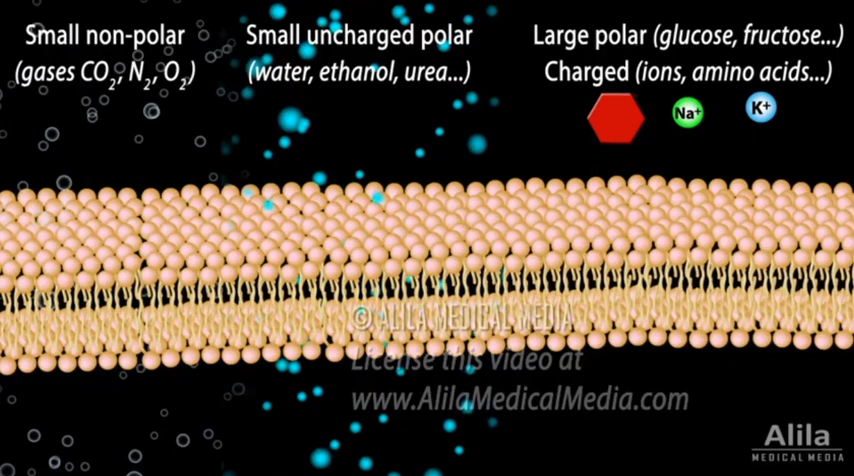 Small non-polar
(gases CO₂, N₂, O₂)
Small uncharged polar
(water, ethanol, urea...)
Large polar (glucose, fructose...)
Charged (ions, amino acids...)
Na⁺
K⁺
© ALILA MEDICAL MEDIA
License this video at
www.AlilaMedicalMedia.com
Alila
MEDICAL MEDIA